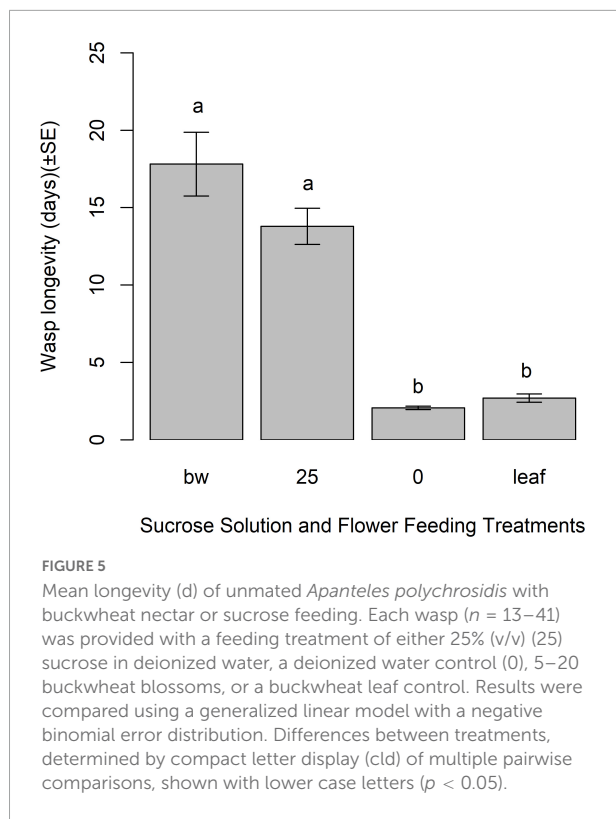 25
20
15
10
5
0
Wasp longevity (days)(±SE)
a
a
b
b
bw 25 0 leaf
Sucrose Solution and Flower Feeding Treatments
FIGURE 5
Mean longevity (d) of unmated Apanteles polychrosidis with
buckwheat nectar or sucrose feeding. Each wasp (n = 13–41)
was provided with a feeding treatment of either 25% (v/v) (25)
sucrose in deionized water, a deionized water control (0), 5–20
buckwheat blossoms, or a buckwheat leaf control. Results were
compared using a generalized linear model with a negative
binomial error distribution. Differences between treatments,
determined by compact letter display (cld) of multiple pairwise
comparisons, shown with lower case letters (p < 0.05).